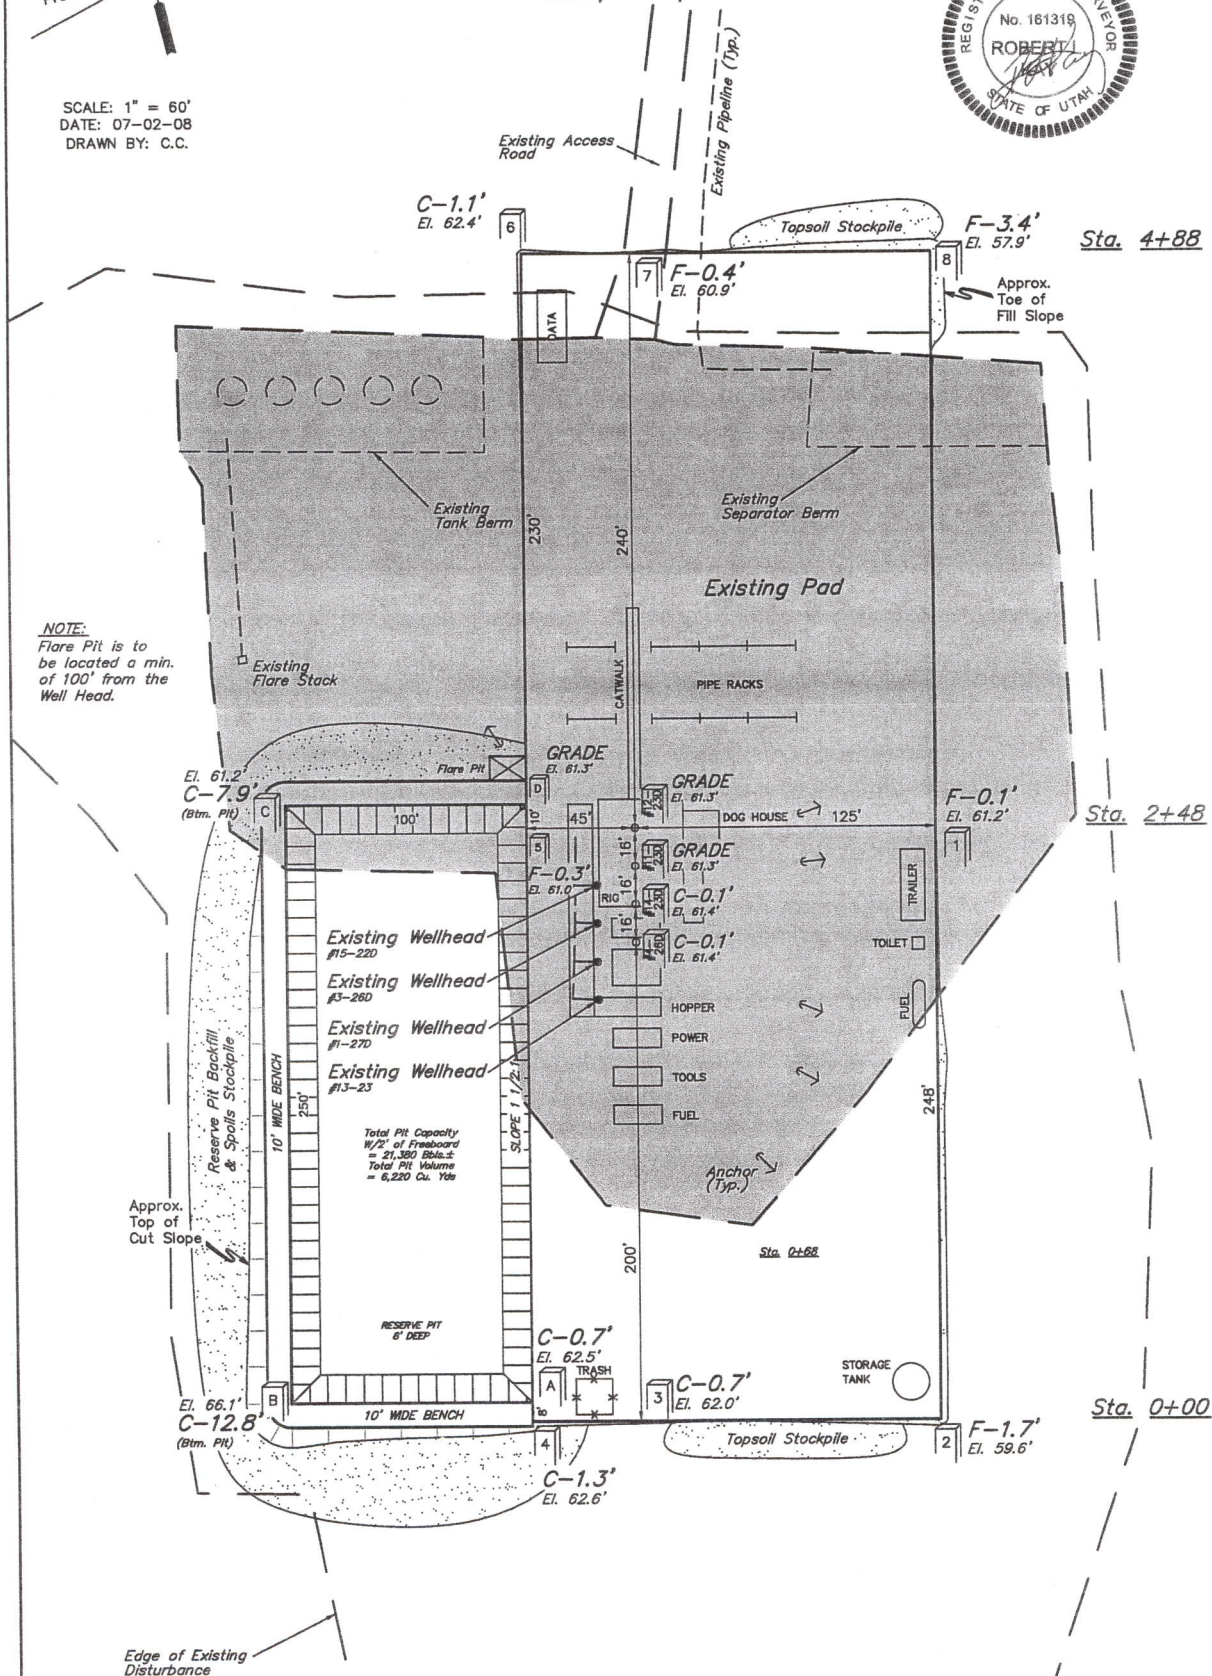 No. 161319
ROBERT L.
STATE OF UTAH
SCALE: 1" = 60'
DATE: 07-02-08
DRAWN BY: C.C.
Existing Access
Road
Existing Pipeline (Typ.)
C-1.1'
El. 62.4'
6
Topsoil Stockpile
F-3.4'
El. 57.9'
8
Sta. 4+88
7
F-0.4'
El. 60.9'
Approx.
Toe of
Fill Slope
DATA
Existing
Tank Berm
230'
240'
Existing
Separator Berm
Existing Pad
NOTE:
Flare Pit is to
be located a min.
of 100' from the
Well Head.
Existing
Flare Stack
CATWALK
PIPE RACKS
Flare Pit
GRADE
El. 61.3'
D
El. 61.2'
C-7.9'
(Btm. Pit)
C
100'
10'
45'
GRADE
El. 61.3'
DOG HOUSE
125'
F-0.1'
El. 61.2'
1
Sta. 2+48
5
F-0.3'
El. 61.0'
16'
GRADE
El. 61.3'
RIG
16'
C-0.1'
El. 61.4'
16'
C-0.1'
El. 61.4'
TRAILER
TOILET
FUEL
Existing Wellhead
#15-22D
Existing Wellhead
#3-26D
Existing Wellhead
#1-27D
Existing Wellhead
#13-23
HOPPER
POWER
TOOLS
FUEL
Reserve Pit Backfill
& Spoils Stockpile
10' WIDE BENCH
250'
SLOPE 1 1/2:1
248'
Total Pit Capacity
W/2' of Freeboard
= 21,380 Bbls.±
Total Pit Volume
= 6,220 Cu. Yds
Anchor
(Typ.)
Approx.
Top of
Cut Slope
200'
Sta. 0+68
RESERVE PIT
8' DEEP
C-0.7'
El. 62.5'
A
TRASH
8'
3
C-0.7'
El. 62.0'
STORAGE
TANK
El. 66.1'
C-12.8'
(Btm. Pit)
B
10' WIDE BENCH
Sta. 0+00
4
Topsoil Stockpile
2
F-1.7'
El. 59.6'
C-1.3'
El. 62.6'
Edge of Existing
Disturbance